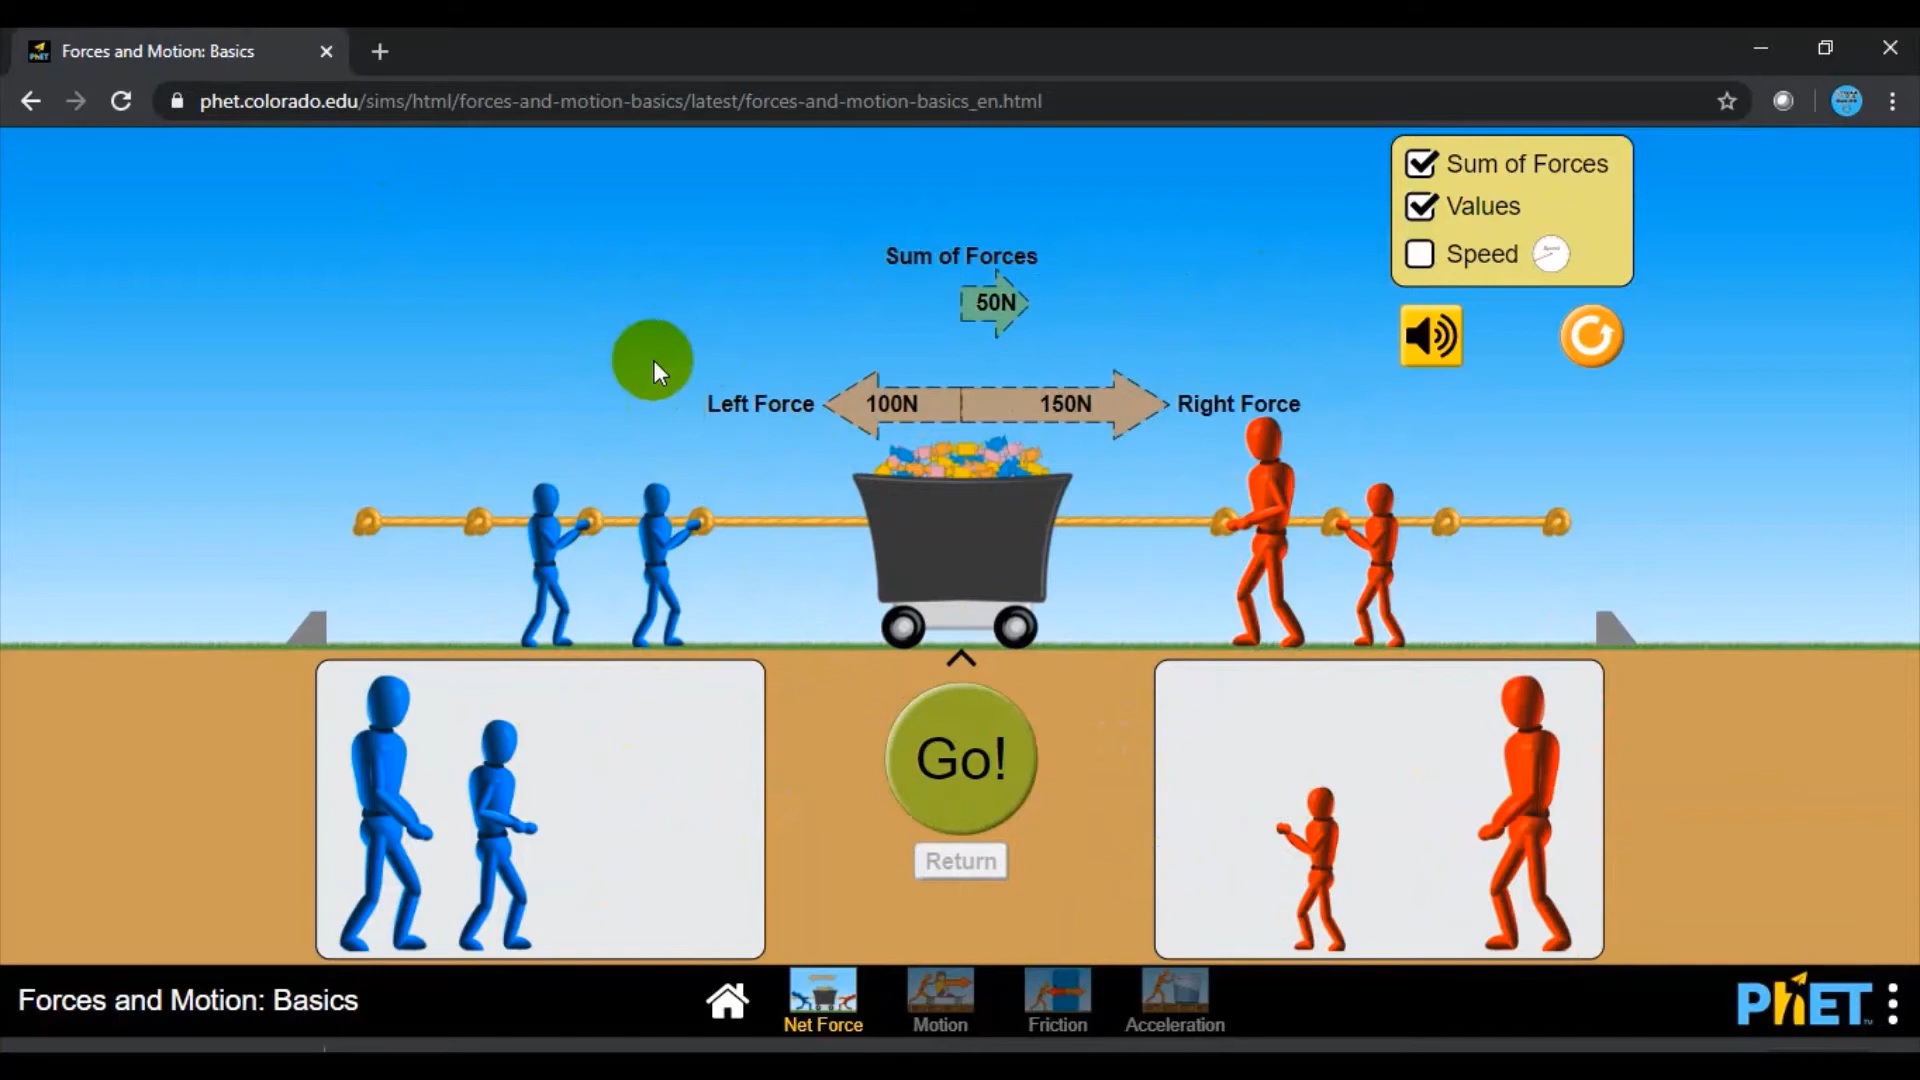 Forces and Motion: Basics
phet.colorado.edu/sims/html/forces-and-motion-basics/latest/forces-and-motion-basics_en.html
Sum of Forces
Values
Speed
Sum of Forces
50N
Left Force
100N
150N
Right Force
Go!
Return
Forces and Motion: Basics
Net Force
Motion
Friction
Acceleration
PhET